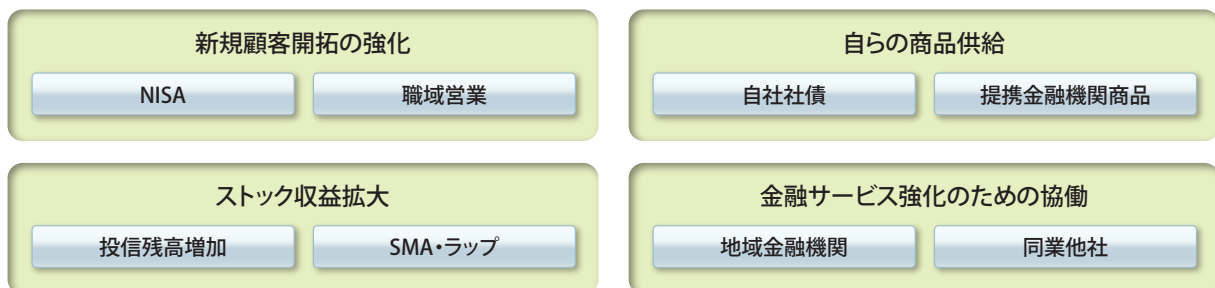 新規顧客開拓の強化
NISA
職域営業
自らの商品供給
自社社債
提携金融機関商品
ストック収益拡大
投信残高増加
SMA・ラップ
金融サービス強化のための協働
地域金融機関
同業他社